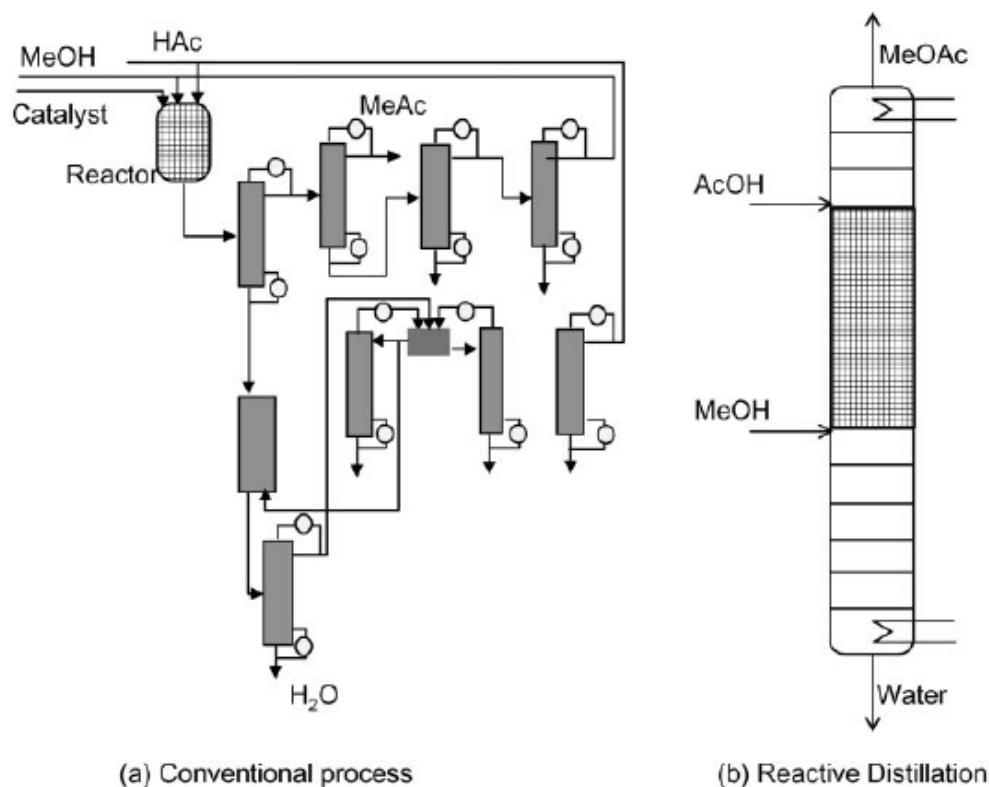 HAc
MeOH
Catalyst
Reactor
MeAc
H₂O
(a) Conventional process
MeOAc
AcOH
MeOH
Water
(b) Reactive Distillation